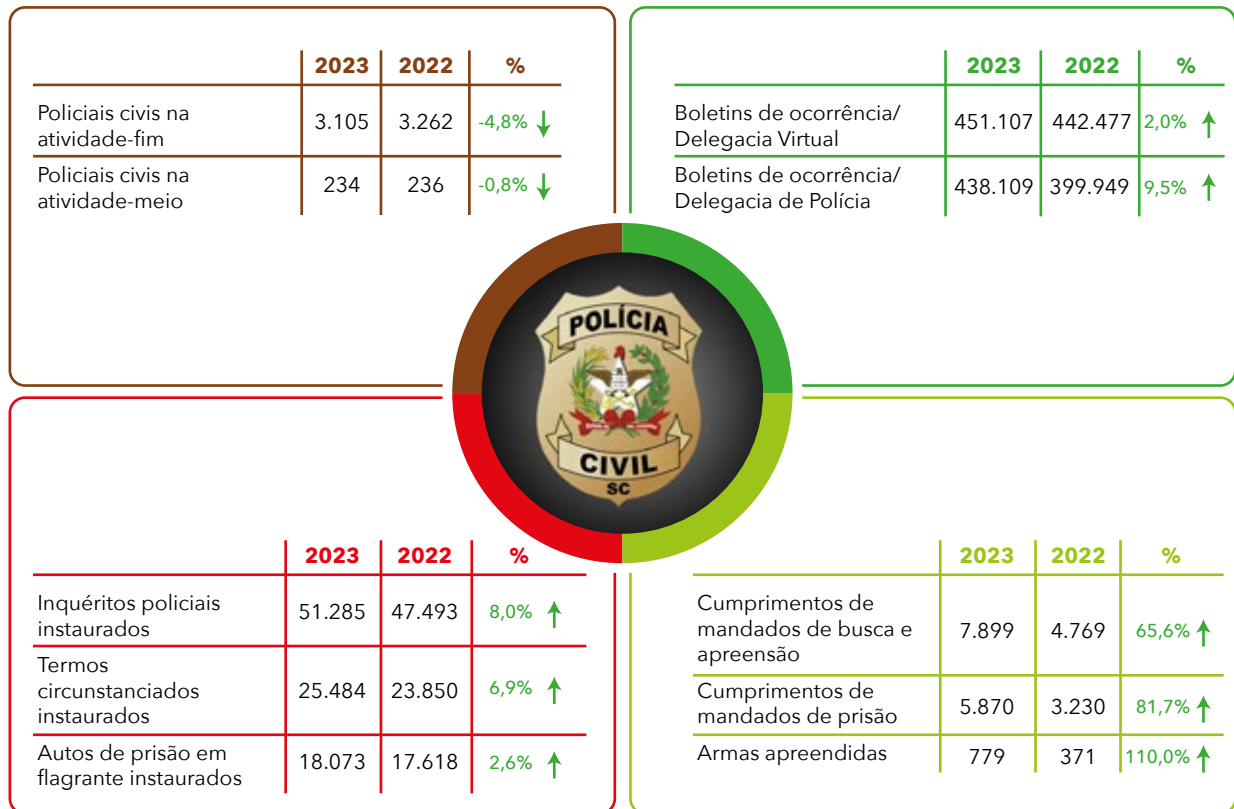 2023 2022 %
Policiais civis na
atividade-fim
3.105 3.262 -4,8%
Policiais civis na
atividade-meio
234 236 -0,8%
2023 2022 %
Boletins de ocorrência/
Delegacia Virtual
451.107 442.477 2,0%
Boletins de ocorrência/
Delegacia de Polícia
438.109 399.949 9,5%
POLÍCIA
CIVIL
SC
2023 2022 %
Inquéritos policiais
instaurados
51.285 47.493 8,0%
Termos
circunstanciados
instaurados
25.484 23.850 6,9%
Autos de prisão em
flagrante instaurados
18.073 17.618 2,6%
2023 2022 %
Cumprimentos de
mandados de busca e
apreensão
7.899 4.769 65,6%
Cumprimentos de
mandados de prisão
5.870 3.230 81,7%
Armas apreendidas
779 371 110,0%